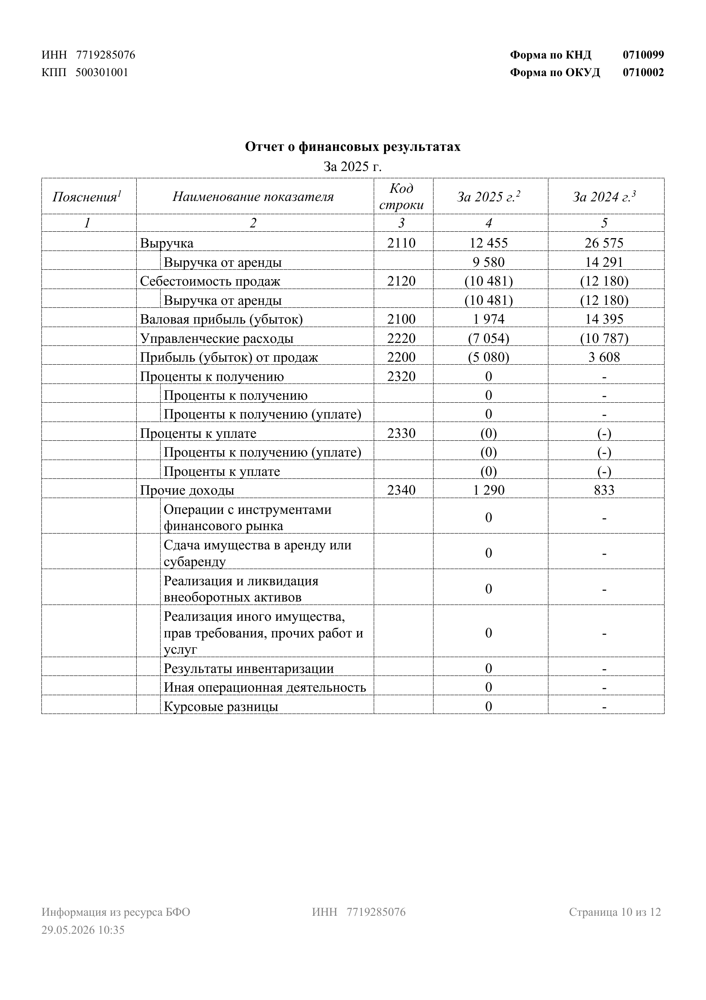 ИНН 7719285076 Форма по КНД 0710099
КПП 500301001 Форма по ОКУД 0710002
Отчет о финансовых результатах
За 2025 г.
Пояснения1 Наименование показателя Код строки За 2025 г.2 За 2024 г.3
1 2 3 4 5
Выручка 2110 12 455 26 575
Выручка от аренды 9 580 14 291
Себестоимость продаж 2120 (10 481) (12 180)
Выручка от аренды (10 481) (12 180)
Валовая прибыль (убыток) 2100 1 974 14 395
Управленческие расходы 2220 (7 054) (10 787)
Прибыль (убыток) от продаж 2200 (5 080) 3 608
Проценты к получению 2320 0 -
Проценты к получению 0 -
Проценты к получению (уплате) 0 -
Проценты к уплате 2330 (0) (-)
Проценты к получению (уплате) (0) (-)
Проценты к уплате (0) (-)
Прочие доходы 2340 1 290 833
Операции с инструментами
финансового рынка 0 -
Сдача имущества в аренду или
субаренду 0 -
Реализация и ликвидация
внеоборотных активов 0 -
Реализация иного имущества,
прав требования, прочих работ и 0 -
услуг
Результаты инвентаризации 0 -
Иная операционная деятельность 0 -
Курсовые разницы 0 -
Информация из ресурса БФО ИНН 7719285076 Страница 10 из 12
29.05.2026 10:35